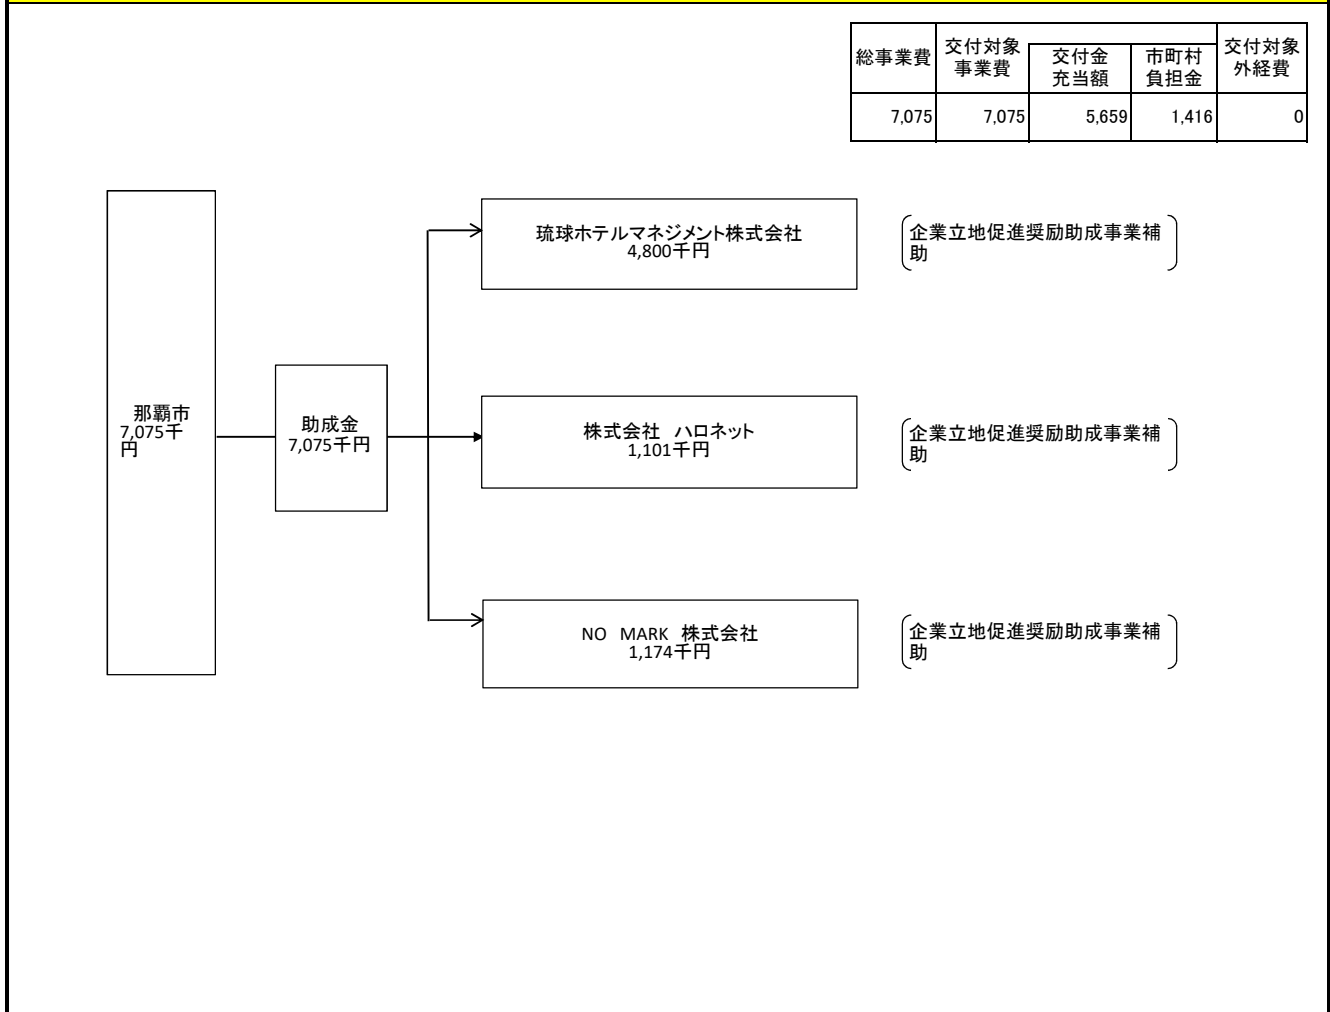 総事業費
交付対象
事業費
交付金
充当額
市町村
負担金
交付対象
外経費
7,075
7,075
5,659
1,416
0
琉球ホテルマネジメント株式会社
4,800千円
企業立地促進奨励助成事業補
助
那覇市
7,075千
円
助成金
7,075千円
株式会社　ハロネット
1,101千円
企業立地促進奨励助成事業補
助
NO　MARK　株式会社
1,174千円
企業立地促進奨励助成事業補
助